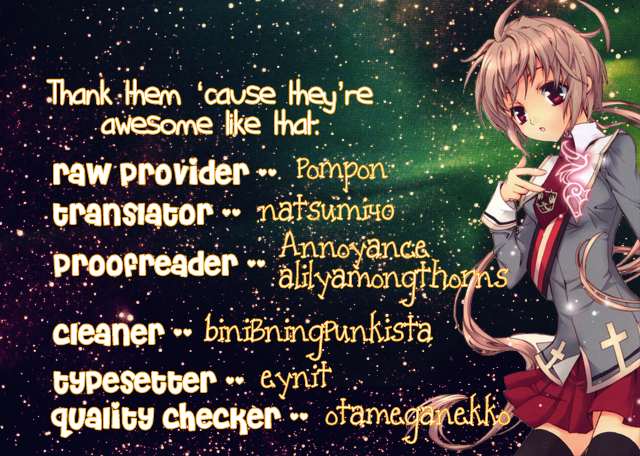 Thank them 'cause they're
awesome like that.
raw provider -- Pompon
translator -- natsumi40
proofreader -- Annoyance
alilyamongthorns
cleaner -- biniBningPunkista
typesetter -- eynit
quality checker -- otameganekko